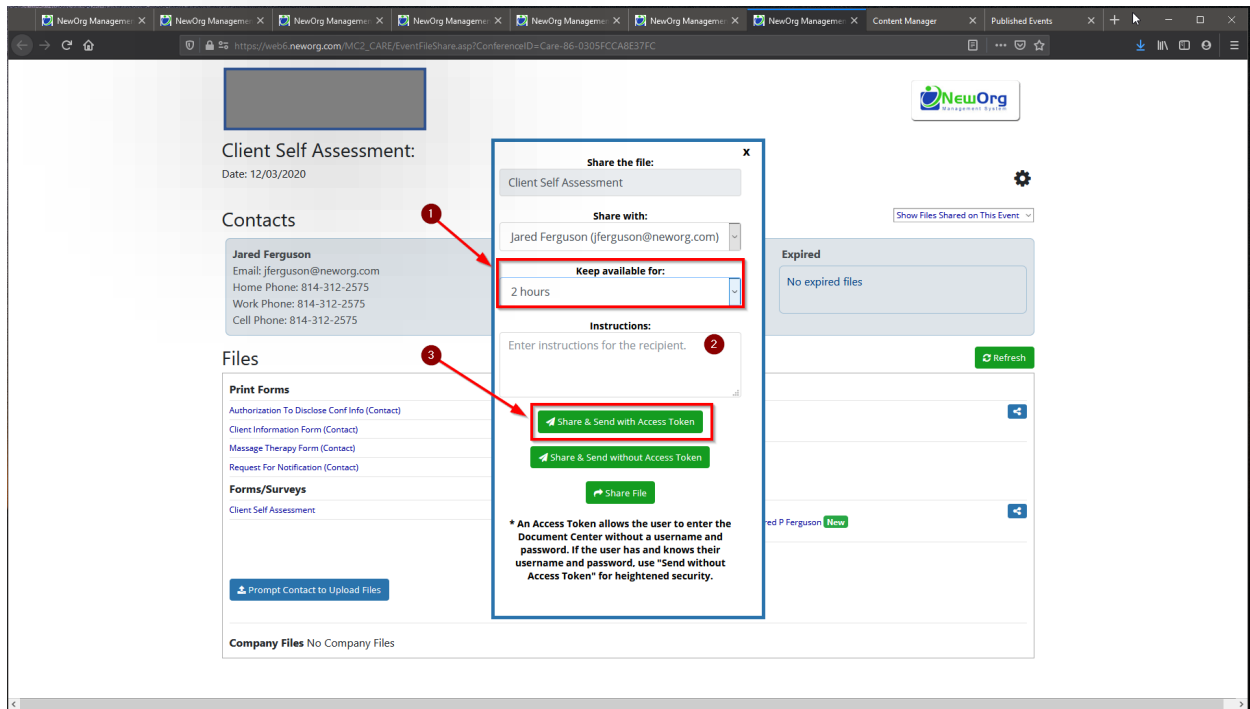 NewOrg Managemen
NewOrg Managemen
NewOrg Managemen
NewOrg Managemen
NewOrg Managemen
NewOrg Managemen
NewOrg Managemen
Content Manager
Published Events
https://web6.neworg.com/MC2_CARE/EventFileShare.asp?ConferenceID=Care-86-0305FCCA8E37FC
NewOrg
Management System
Client Self Assessment:
Date: 12/03/2020
Contacts
Show Files Shared on This Event
Jared Ferguson
Email: jferguson@neworg.com
Home Phone: 814-312-2575
Work Phone: 814-312-2575
Cell Phone: 814-312-2575
Expired
No expired files
Files
Refresh
Print Forms
Authorization To Disclose Conf Info (Contact)
Client Information Form (Contact)
Massage Therapy Form (Contact)
Request For Notification (Contact)
Forms/Surveys
Client Self Assessment
red P Ferguson New
Prompt Contact to Upload Files
Company Files No Company Files
x
Share the file:
Client Self Assessment
Share with:
Jared Ferguson (jferguson@neworg.com)
1
Keep available for:
2 hours
Instructions:
Enter instructions for the recipient.
2
3
Share & Send with Access Token
Share & Send without Access Token
Share File
* An Access Token allows the user to enter the
Document Center without a username and
password. If the user has and knows their
username and password, use "Send without
Access Token" for heightened security.